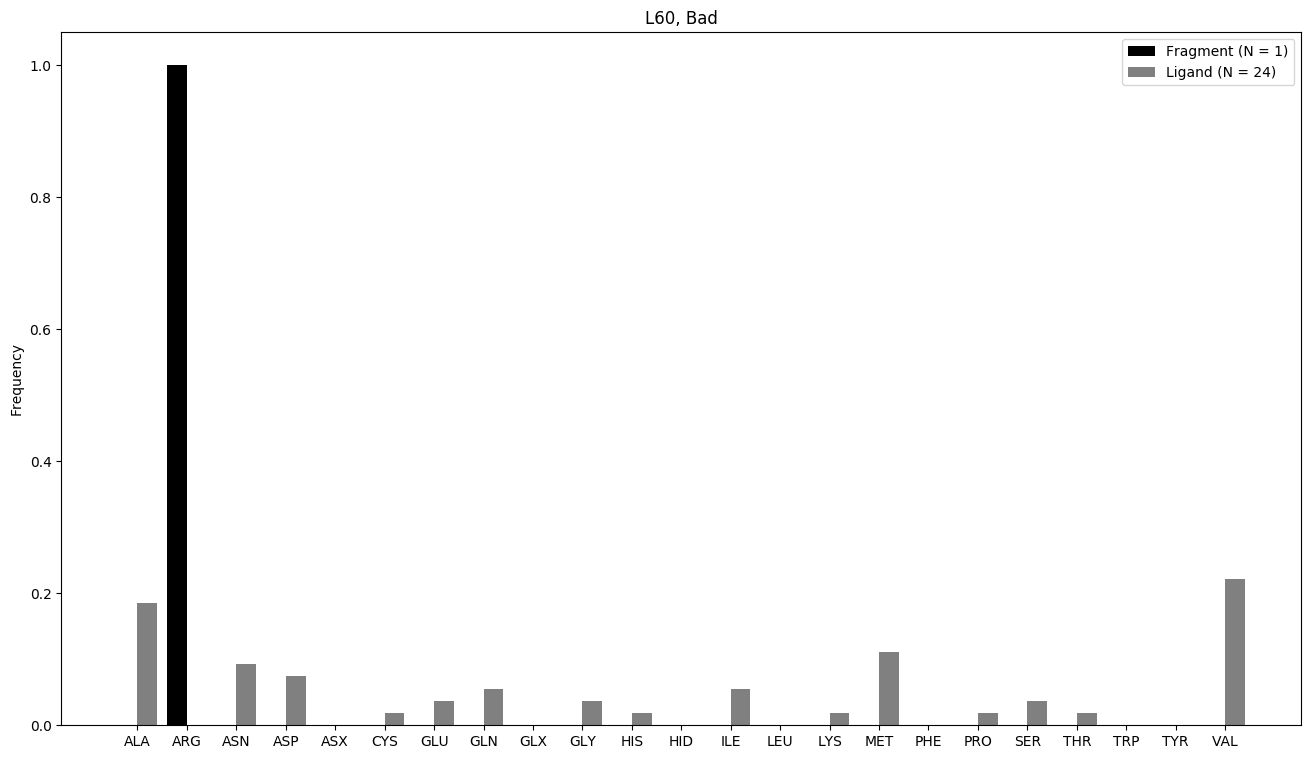 L60, Bad
Fragment (N = 1)
Ligand (N = 24)
Frequency
1.0
0.8
0.6
0.4
0.2
0.0
ALA ARG ASN ASP ASX CYS GLU GLN GLX GLY HIS HID ILE LEU LYS MET PHE PRO SER THR TRP TYR VAL